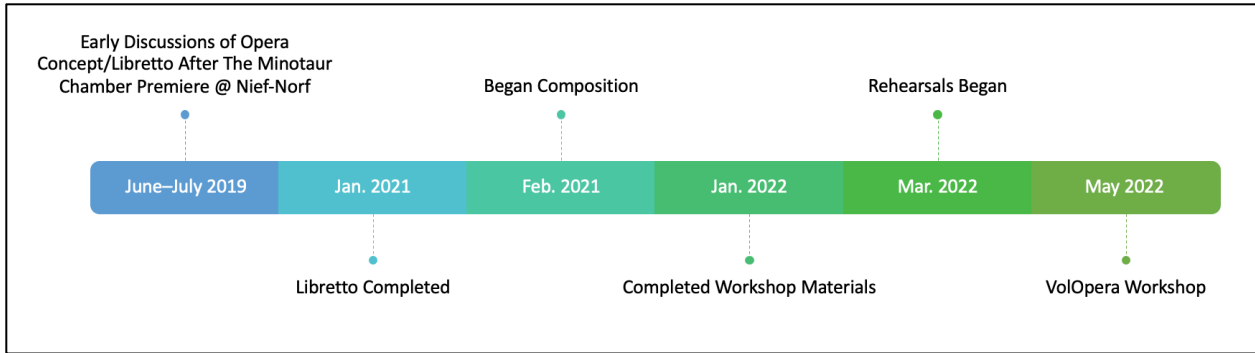 Early Discussions of Opera
Concept/Libretto After The Minotaur
Chamber Premiere @ Nief-Norf
Began Composition
Rehearsals Began
June–July 2019
Jan. 2021
Feb. 2021
Jan. 2022
Mar. 2022
May 2022
Libretto Completed
Completed Workshop Materials
VolOpera Workshop